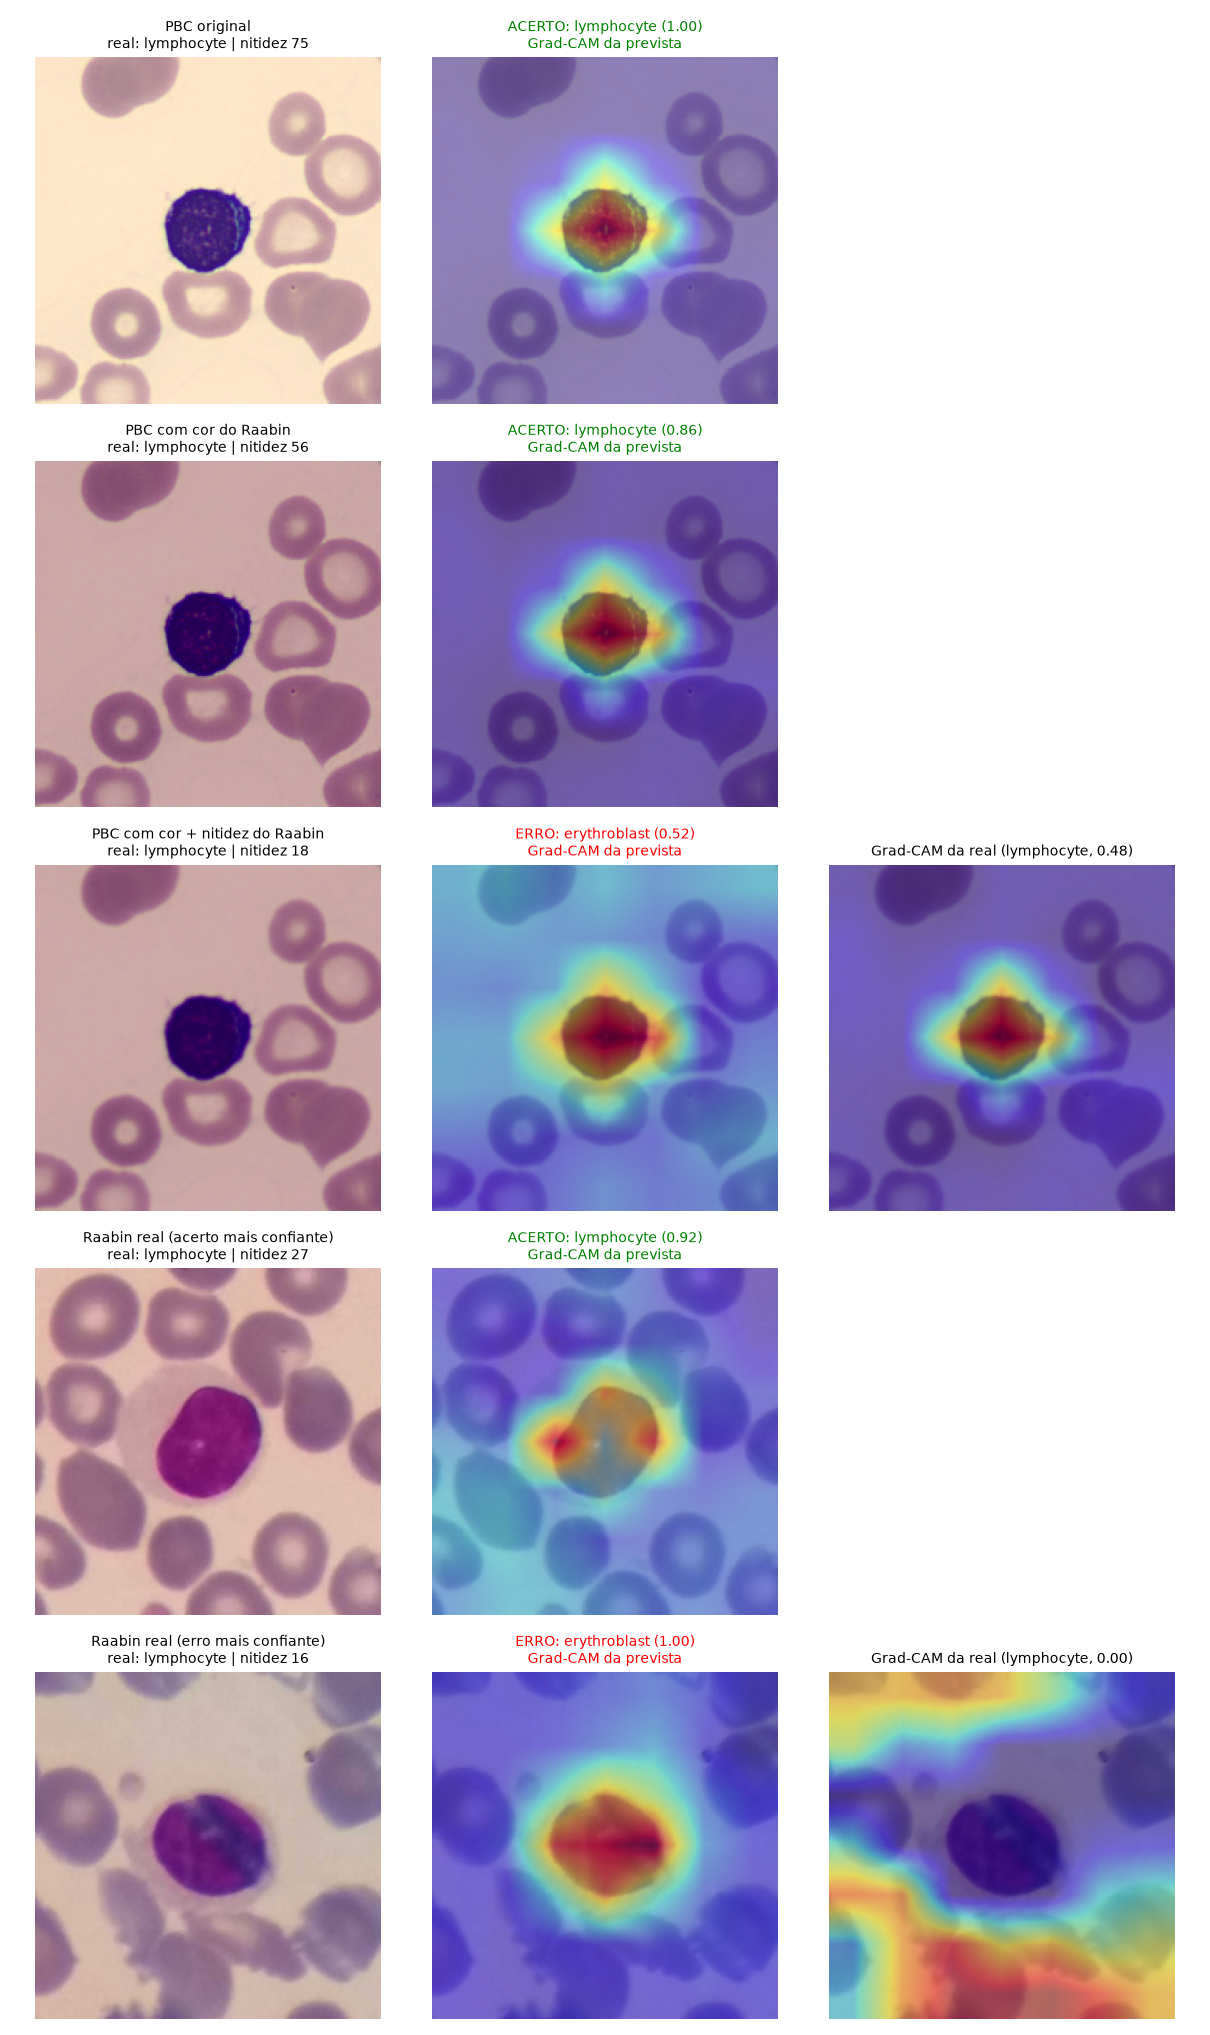 PBC original
real: lymphocyte | nitidez 75
ACERTO: lymphocyte (1.00)
Grad-CAM da prevista
PBC com cor do Raabin
real: lymphocyte | nitidez 56
ACERTO: lymphocyte (0.86)
Grad-CAM da prevista
PBC com cor + nitidez do Raabin
real: lymphocyte | nitidez 18
ERRO: erythroblast (0.52)
Grad-CAM da prevista
Grad-CAM da real (lymphocyte, 0.48)
Raabin real (acerto mais confiante)
real: lymphocyte | nitidez 27
ACERTO: lymphocyte (0.92)
Grad-CAM da prevista
Raabin real (erro mais confiante)
real: lymphocyte | nitidez 16
ERRO: erythroblast (1.00)
Grad-CAM da prevista
Grad-CAM da real (lymphocyte, 0.00)